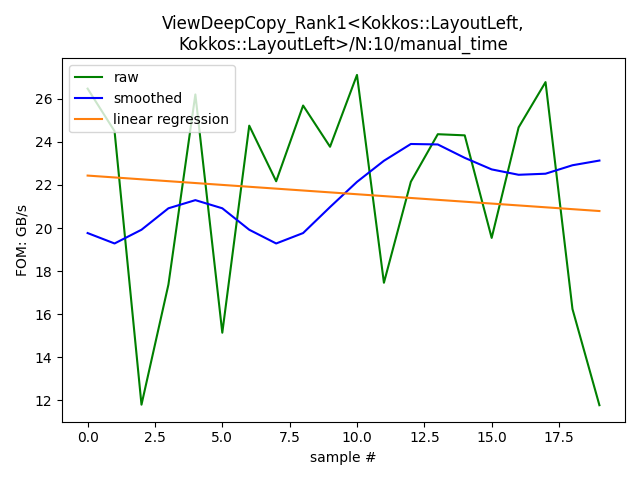 ViewDeepCopy_Rank1<Kokkos::LayoutLeft,
Kokkos::LayoutLeft>/N:10/manual_time
raw
smoothed
linear regression
FOM: GB/s
26
24
22
20
18
16
14
12
0.0 2.5 5.0 7.5 10.0 12.5 15.0 17.5
sample #